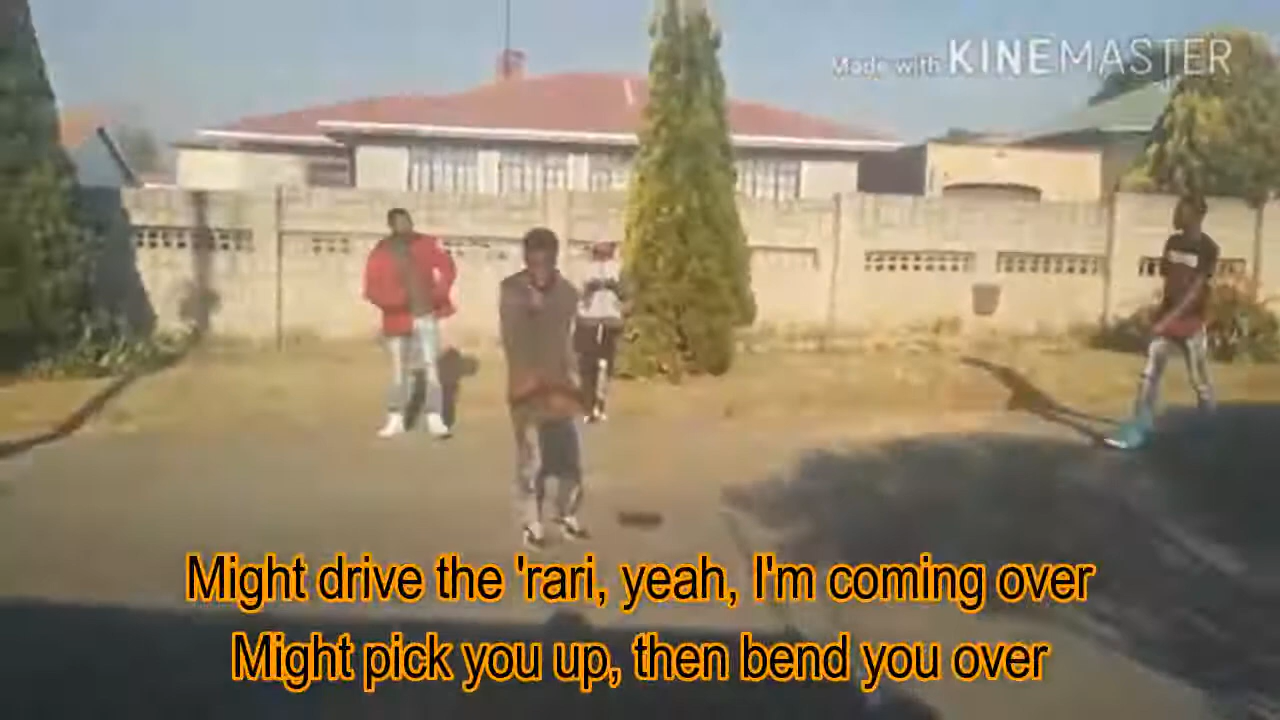 Made with KINEMASTER
Might drive the 'rari, yeah, I'm coming over
Might pick you up, then bend you over